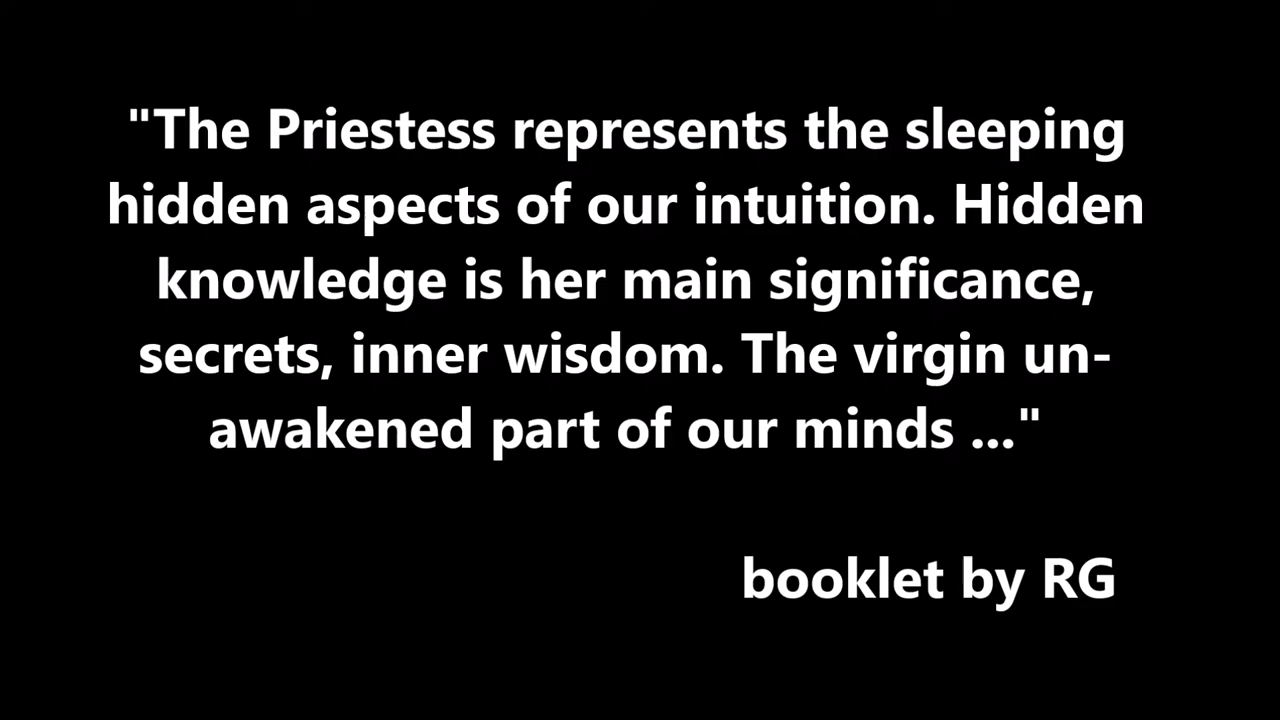 "The Priestess represents the sleeping
hidden aspects of our intuition. Hidden
knowledge is her main significance,
secrets, inner wisdom. The virgin un-
awakened part of our minds ..."
booklet by RG